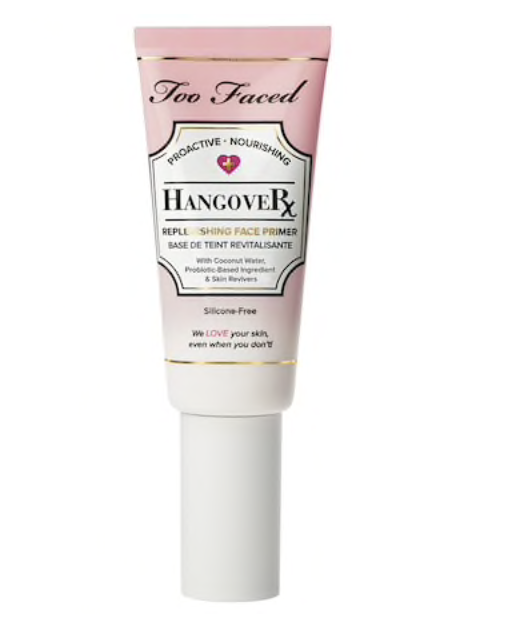 Too Faced
PROACTIVE · NOURISHING
HANGOVERX
REPLENISHING FACE PRIMER
BASE DE TEINT REVITALISANTE
With Coconut Water,
Probiotic-Based Ingredient
& Skin Revivers
Silicone-Free
We LOVE your skin,
even when you don't!